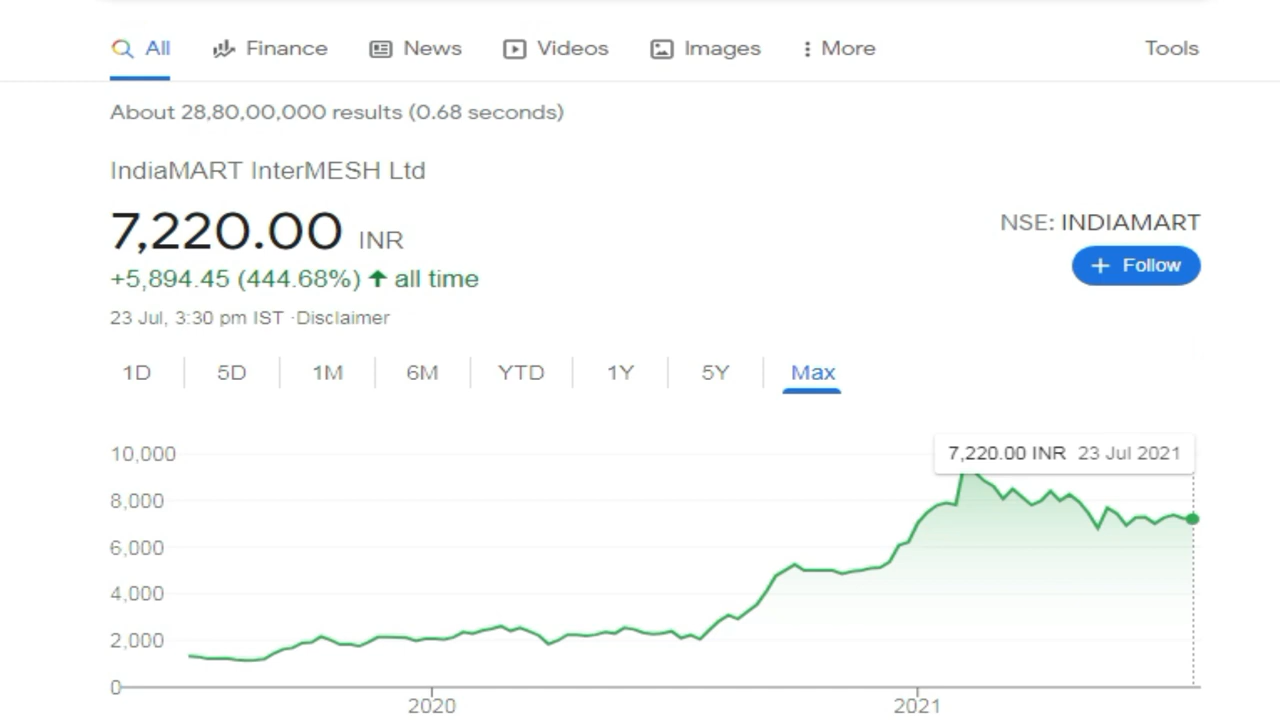 All Finance News Videos Images More Tools
About 28,80,00,000 results (0.68 seconds)
IndiaMART InterMESH Ltd
7,220.00 INR
NSE: INDIAMART
+ Follow
+5,894.45 (444.68%) ↑ all time
23 Jul, 3:30 pm IST ·Disclaimer
1D 5D 1M 6M YTD 1Y 5Y Max
7,220.00 INR 23 Jul 2021
10,000
8,000
6,000
4,000
2,000
0
2020 2021